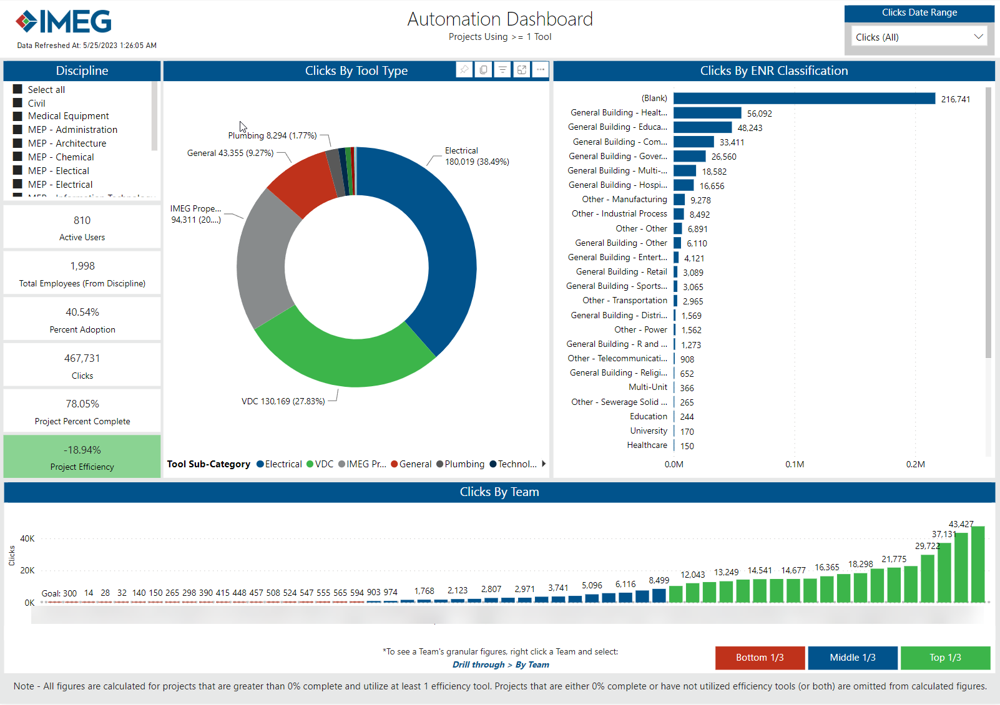 IMEG
Data Refreshed At: 5/25/2023 1:26:05 AM
Automation Dashboard
Projects Using >= 1 Tool
Clicks Date Range
Clicks (All)
Discipline
Select all
Civil
Medical Equipment
MEP - Administration
MEP - Architecture
MEP - Chemical
MEP - Electical
MEP - Electrical
MEP - Information Technology
810
Active Users
1,998
Total Employees (From Discipline)
40.54%
Percent Adoption
467,731
Clicks
78.05%
Project Percent Complete
-18.94%
Project Efficiency
Clicks By Tool Type
Plumbing 8,294 (1.77%)
General 43,355 (9.27%)
IMEG Prope...
94,311 (20....)
Electrical
180,019 (38.49%)
VDC 130,169 (27.83%)
Tool Sub-Category Electrical VDC IMEG Pr... General Plumbing Technol...
Clicks By ENR Classification
(Blank) 216,741
General Building - Healt... 56,092
General Building - Educa... 48,243
General Building - Com... 33,411
General Building - Gover... 26,560
General Building - Multi-... 18,582
General Building - Hospi... 16,656
Other - Manufacturing 9,278
Other - Industrial Process 8,492
Other - Other 6,891
General Building - Other 6,110
General Building - Entert... 4,121
General Building - Retail 3,089
General Building - Sports... 3,065
Other - Transportation 2,965
General Building - Distri... 1,569
Other - Power 1,562
General Building - R and ... 1,273
Other - Telecommunicati... 908
General Building - Religi... 652
Multi-Unit 366
Other - Sewerage Solid ... 265
Education 244
University 170
Healthcare 150
0.0M 0.1M 0.2M
Clicks By Team
Clicks
40K
20K
0K
Goal: 300 14 28 32 140 150 265 298 390 415 448 457 508 524 547 555 565 594 903 974 1,768 2,123 2,807 2,971 3,741 5,096 6,116 8,499 12,043 13,249 14,541 14,677 16,365 18,298 21,775 29,722 37,131 43,427
*To see a Team's granular figures, right click a Team and select:
Drill through > By Team
Bottom 1/3 Middle 1/3 Top 1/3
Note - All figures are calculated for projects that are greater than 0% complete and utilize at least 1 efficiency tool. Projects that are either 0% complete or have not utilized efficiency tools (or both) are omitted from calculated figures.